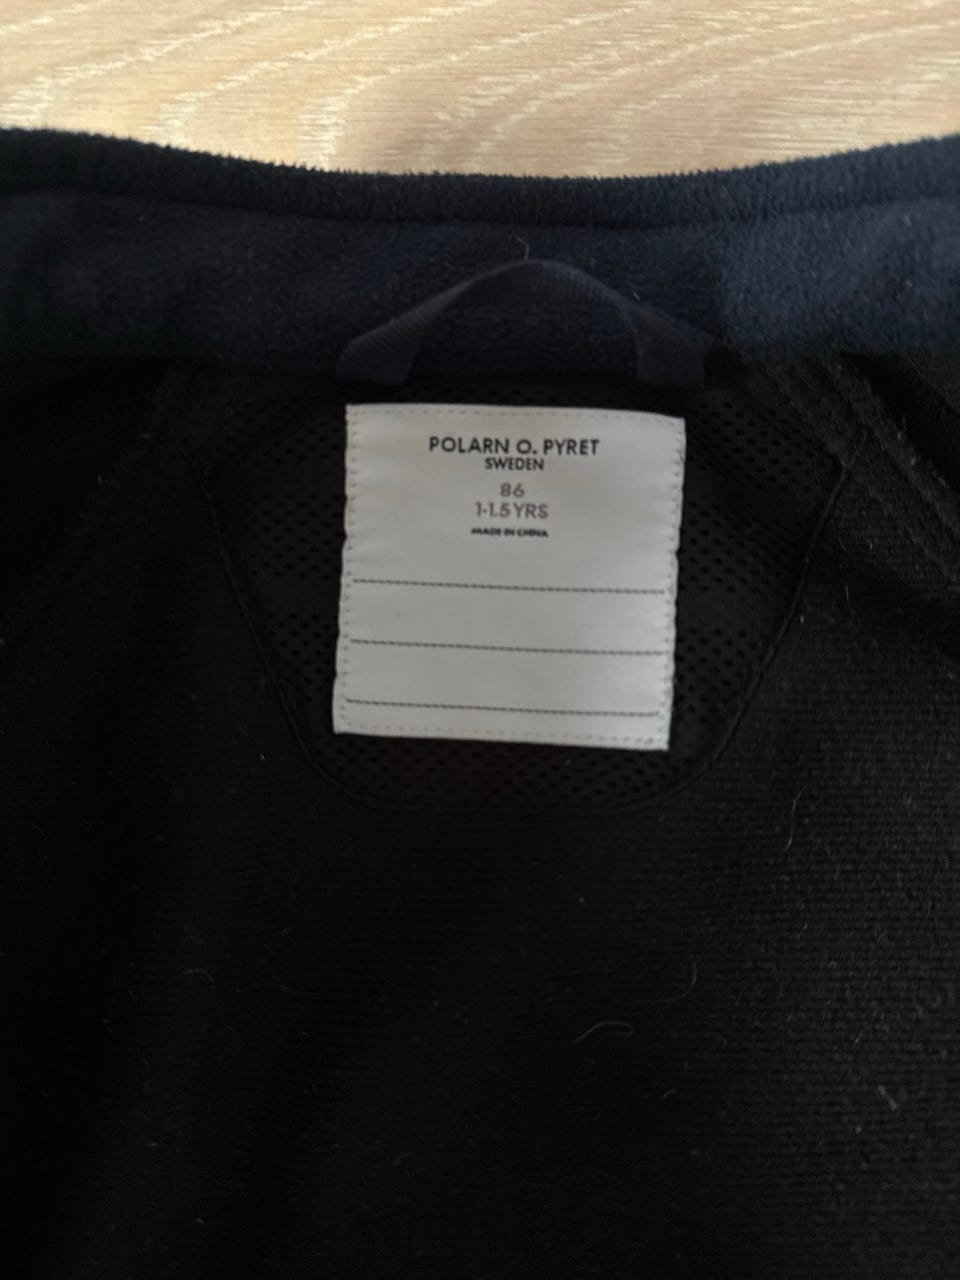 POLARN O. PYRET
SWEDEN
86
1-1.5 YRS
MADE IN CHINA